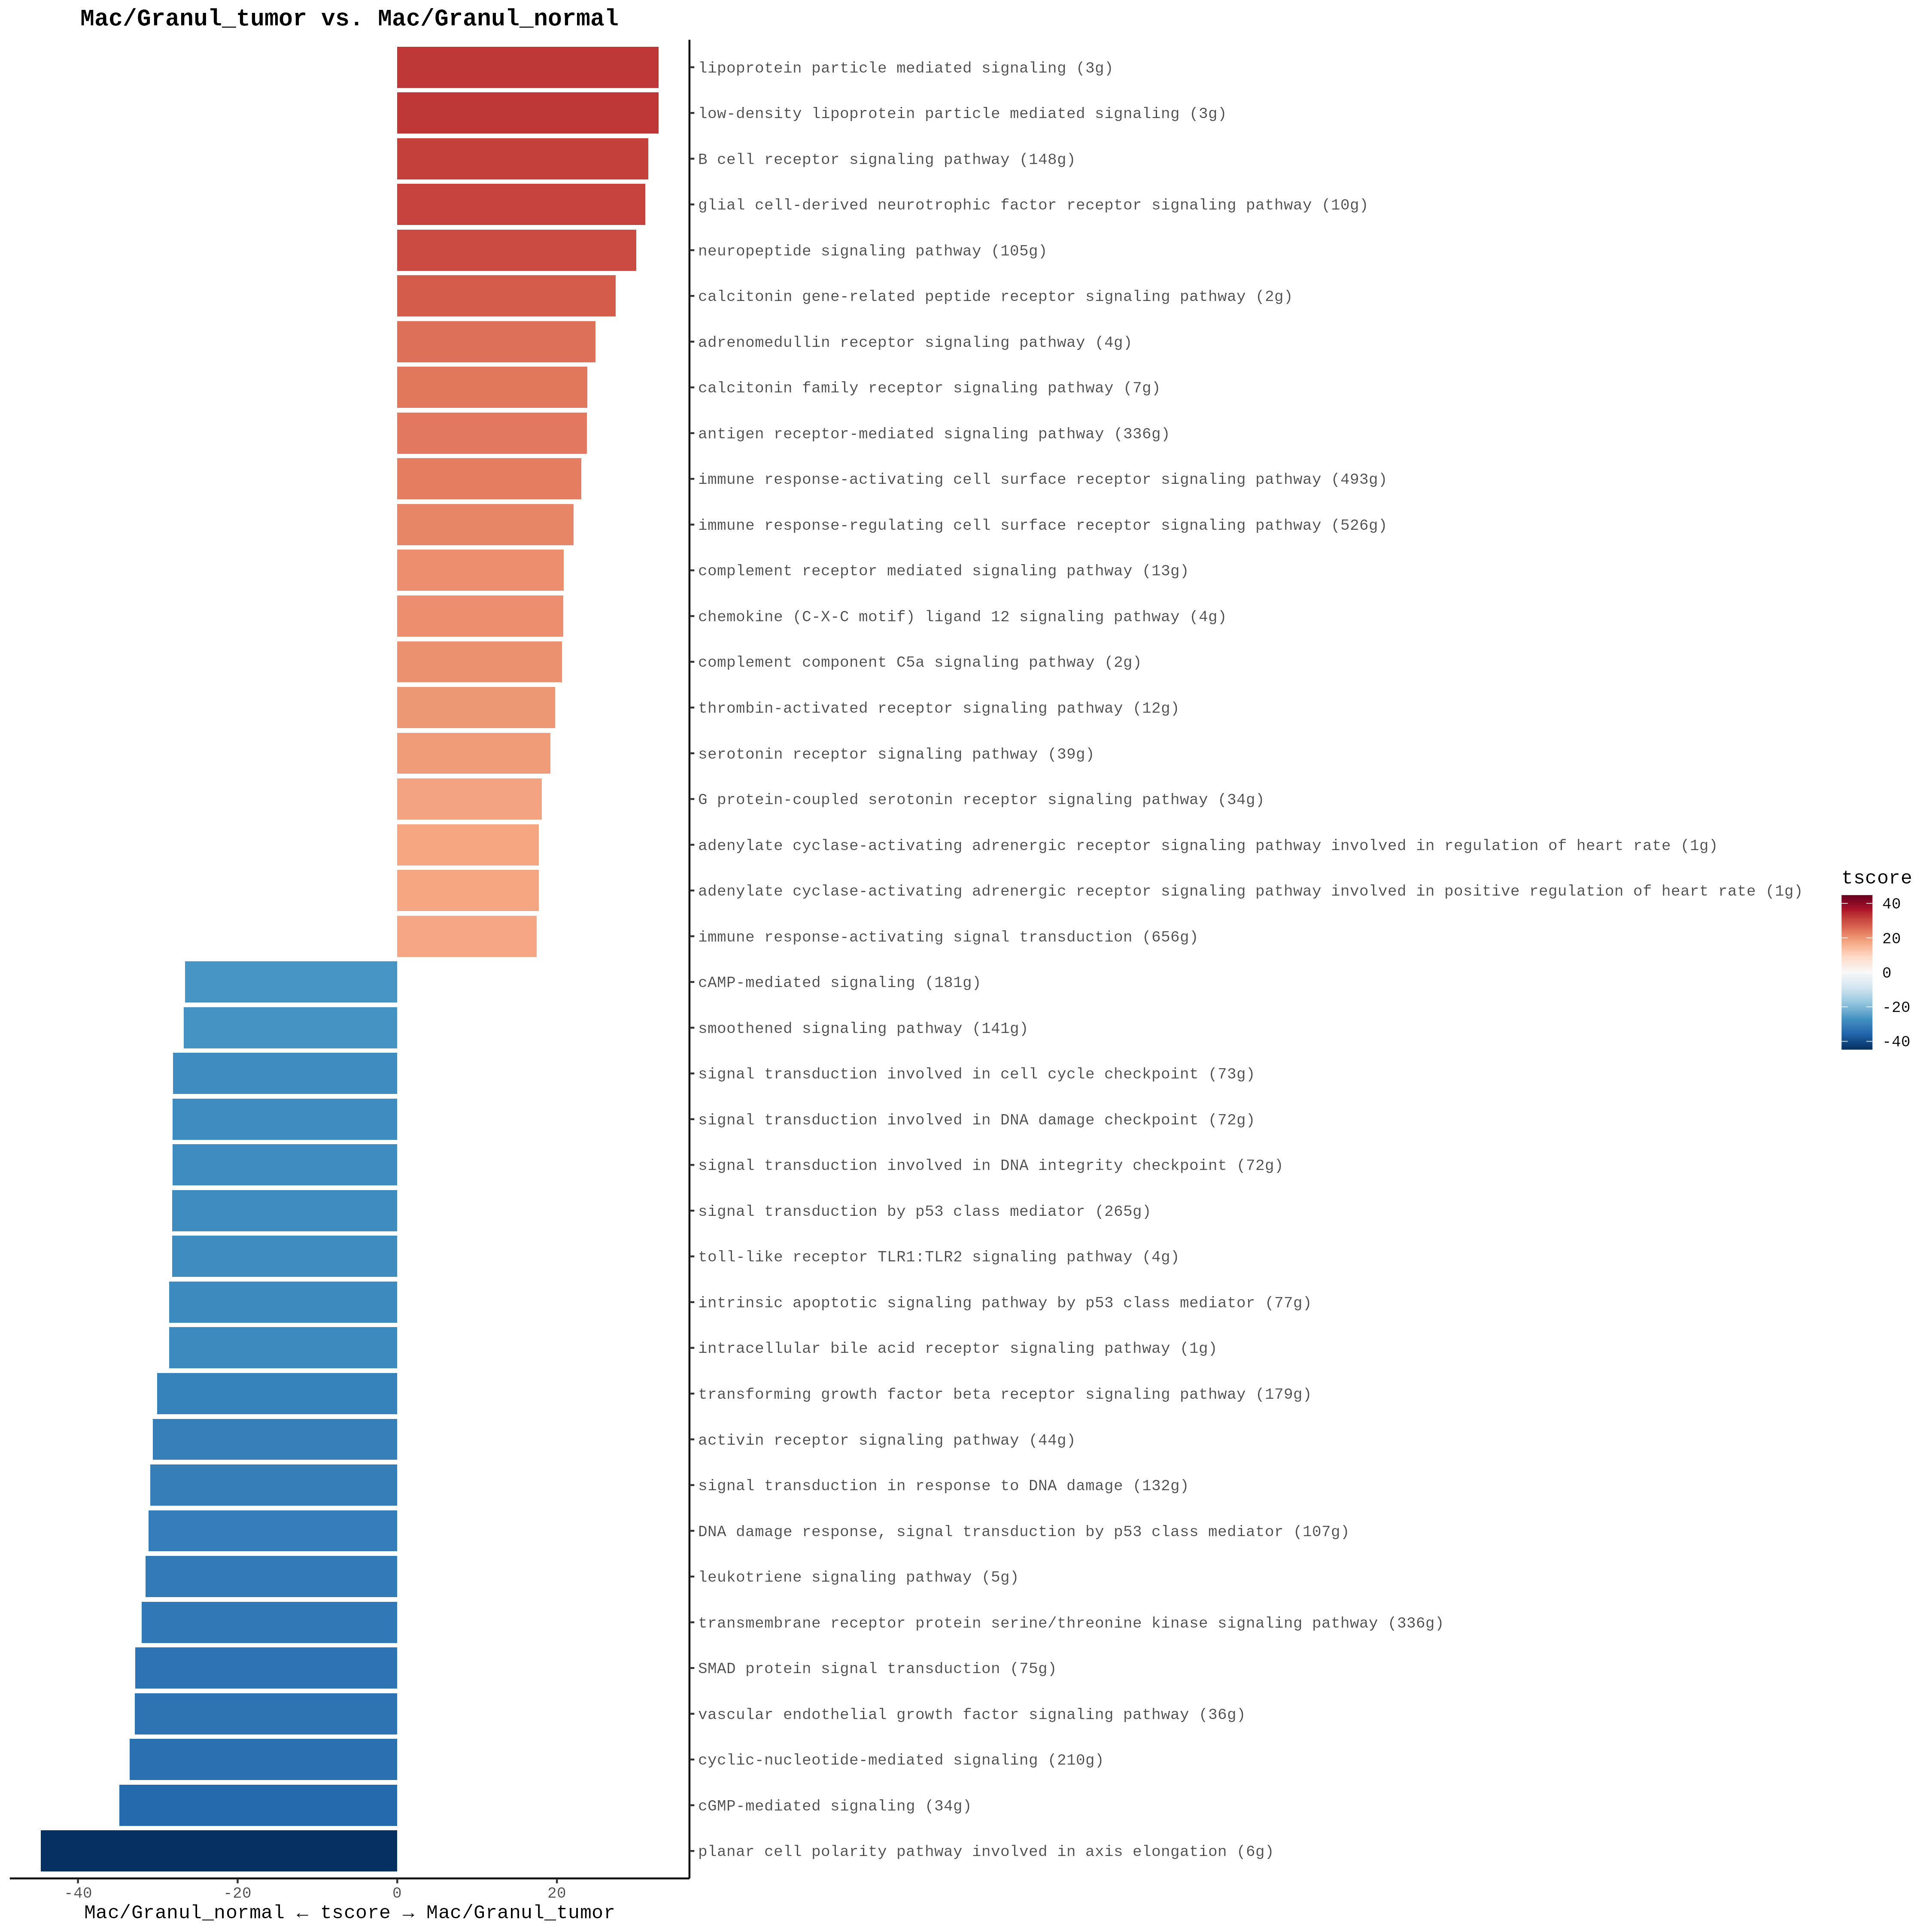 Mac/Granul_tumor vs. Mac/Granul_normal
lipoprotein particle mediated signaling (3g)
low-density lipoprotein particle mediated signaling (3g)
B cell receptor signaling pathway (148g)
glial cell-derived neurotrophic factor receptor signaling pathway (10g)
neuropeptide signaling pathway (105g)
calcitonin gene-related peptide receptor signaling pathway (2g)
adrenomedullin receptor signaling pathway (4g)
calcitonin family receptor signaling pathway (7g)
antigen receptor-mediated signaling pathway (336g)
immune response-activating cell surface receptor signaling pathway (493g)
immune response-regulating cell surface receptor signaling pathway (526g)
complement receptor mediated signaling pathway (13g)
chemokine (C-X-C motif) ligand 12 signaling pathway (4g)
complement component C5a signaling pathway (2g)
thrombin-activated receptor signaling pathway (12g)
serotonin receptor signaling pathway (39g)
G protein-coupled serotonin receptor signaling pathway (34g)
adenylate cyclase-activating adrenergic receptor signaling pathway involved in regulation of heart rate (1g)
adenylate cyclase-activating adrenergic receptor signaling pathway involved in positive regulation of heart rate (1g)
immune response-activating signal transduction (656g)
cAMP-mediated signaling (181g)
smoothened signaling pathway (141g)
signal transduction involved in cell cycle checkpoint (73g)
signal transduction involved in DNA damage checkpoint (72g)
signal transduction involved in DNA integrity checkpoint (72g)
signal transduction by p53 class mediator (265g)
toll-like receptor TLR1:TLR2 signaling pathway (4g)
intrinsic apoptotic signaling pathway by p53 class mediator (77g)
intracellular bile acid receptor signaling pathway (1g)
transforming growth factor beta receptor signaling pathway (179g)
activin receptor signaling pathway (44g)
signal transduction in response to DNA damage (132g)
DNA damage response, signal transduction by p53 class mediator (107g)
leukotriene signaling pathway (5g)
transmembrane receptor protein serine/threonine kinase signaling pathway (336g)
SMAD protein signal transduction (75g)
vascular endothelial growth factor signaling pathway (36g)
cyclic-nucleotide-mediated signaling (210g)
cGMP-mediated signaling (34g)
planar cell polarity pathway involved in axis elongation (6g)
-40 -20 0 20
Mac/Granul_normal ← tscore → Mac/Granul_tumor
tscore
40
20
0
-20
-40